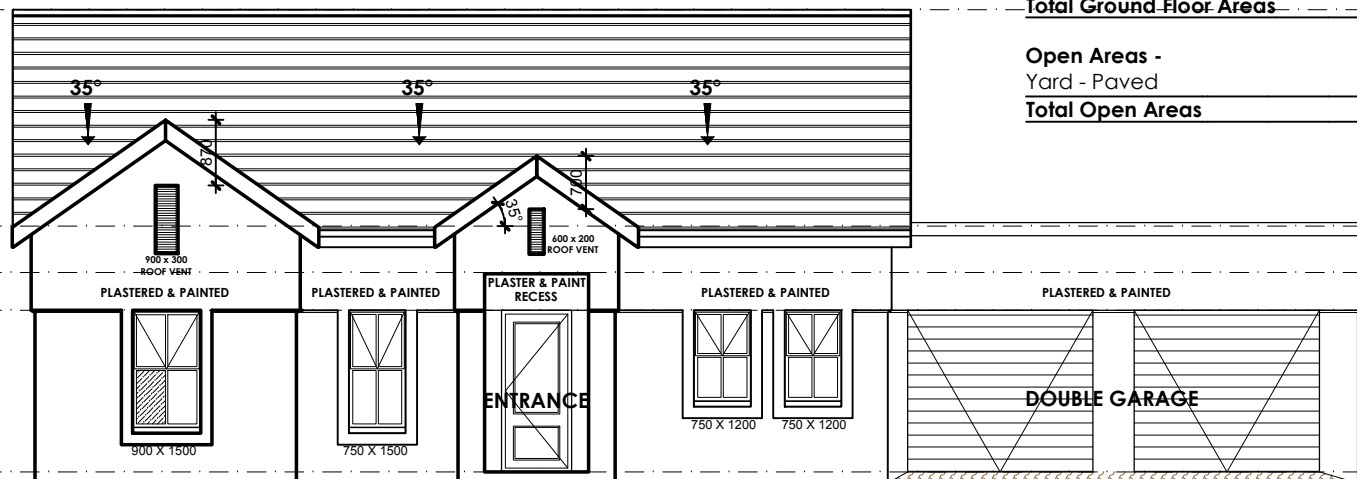 Total Ground Floor Areas
Open Areas -
Yard - Paved
Total Open Areas
35°
35°
35°
870
700
35°
600 x 200
ROOF VENT
900 x 300
ROOF VENT
PLASTERED & PAINTED
PLASTERED & PAINTED
PLASTER & PAINT
RECESS
PLASTERED & PAINTED
PLASTERED & PAINTED
ENTRANCE
DOUBLE GARAGE
900 X 1500
750 X 1500
750 X 1200
750 X 1200